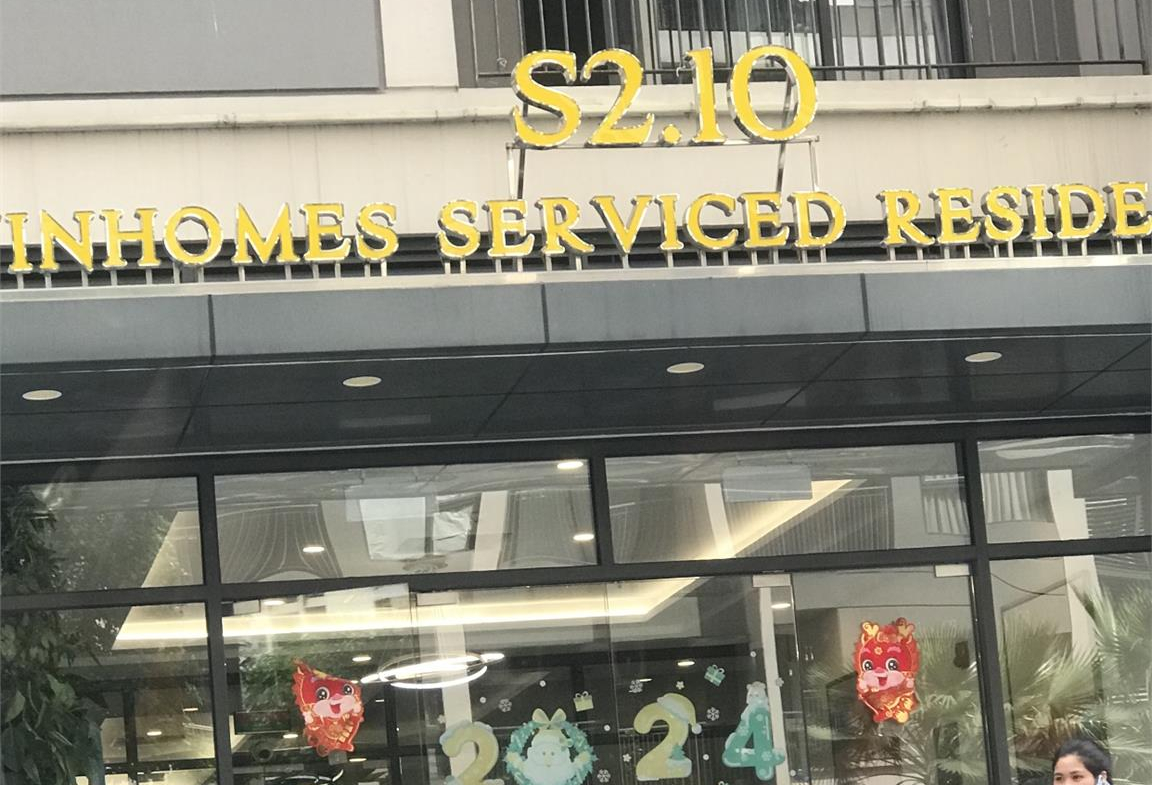 S2.10
INHOMES SERVICED RESIDE
2024